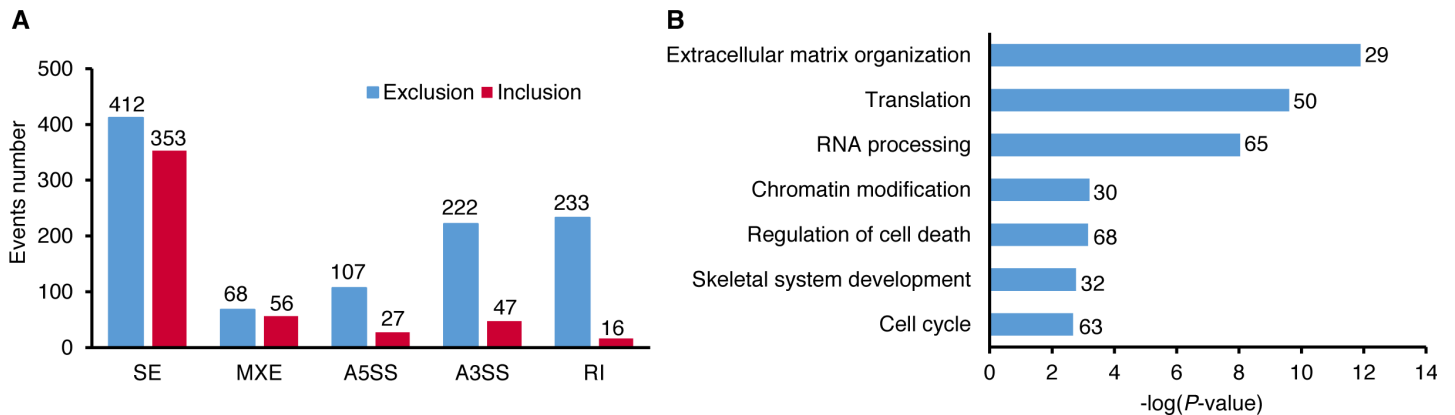 A
Events number
500
400
300
200
100
0
Exclusion Inclusion
412
353
68
56
107
27
222
47
233
16
SE MXE A5SS A3SS RI
B
Extracellular matrix organization 29
Translation 50
RNA processing 65
Chromatin modification 30
Regulation of cell death 68
Skeletal system development 32
Cell cycle 63
0 2 4 6 8 10 12 14
-log(P-value)